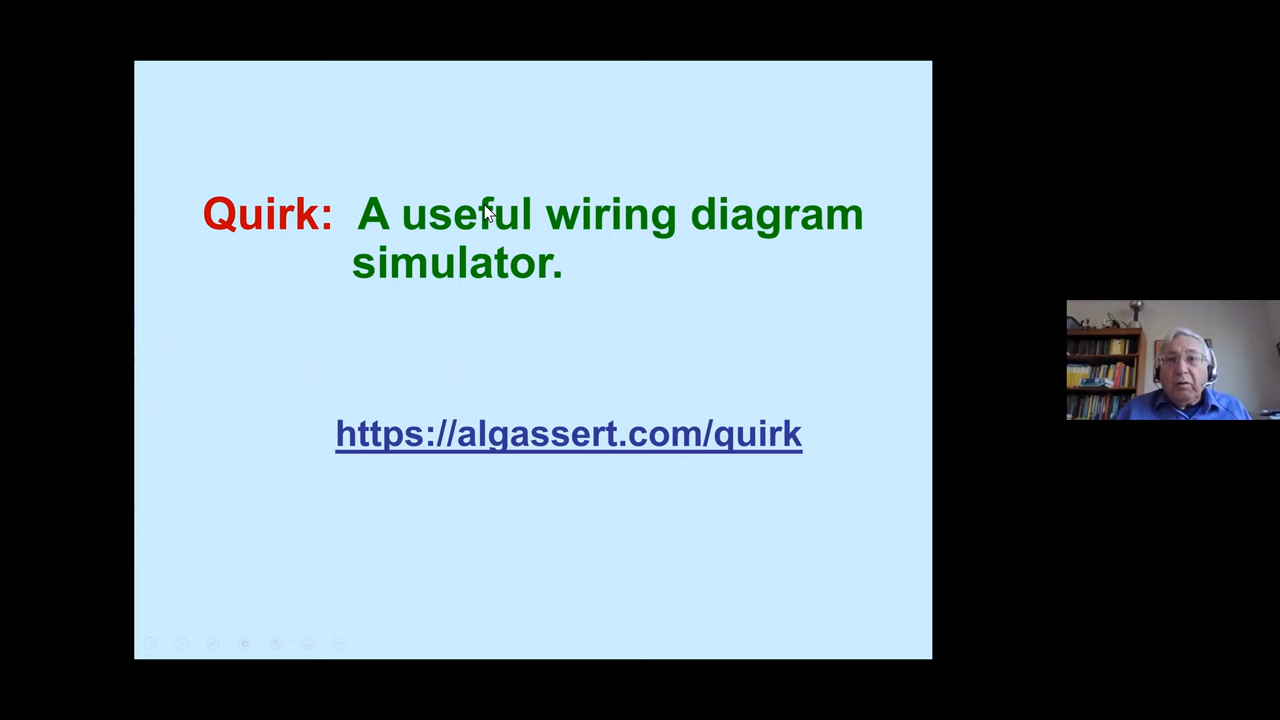 Quirk: A useful wiring diagram
simulator.
https://algassert.com/quirk